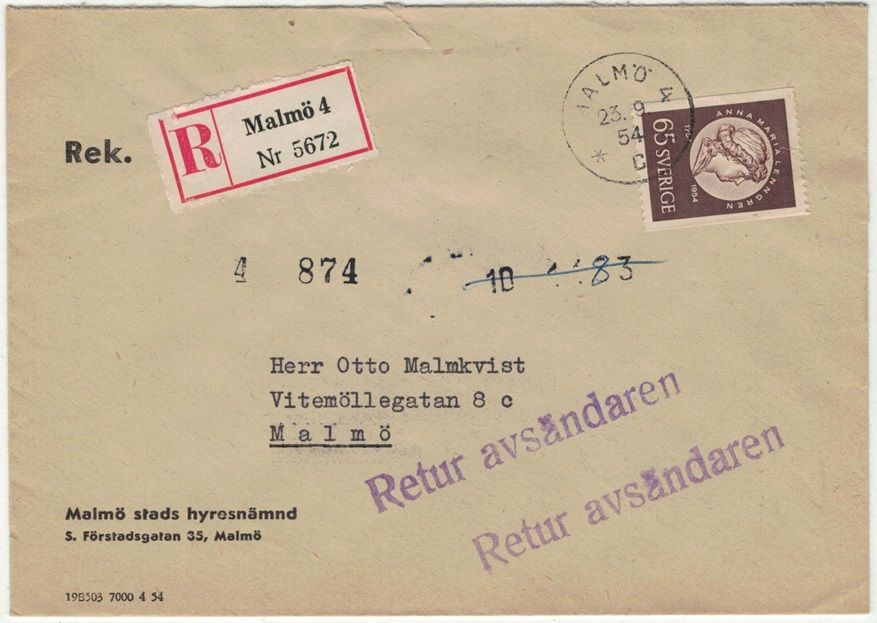 Rek.
R
Malmö 4
Nr 5672
MALMÖ 4
23. 9
54
* C
ANNA MARIA LENNGREN
1954
65 SVERIGE
4 874
10 83
Herr Otto Malmkvist
Vitemöllegatan 8 c
Malmö
Retur avsändaren
Retur avsändaren
Malmö stads hyresnämnd
S. Förstadsgatan 35, Malmö
19B503 7000 4 54